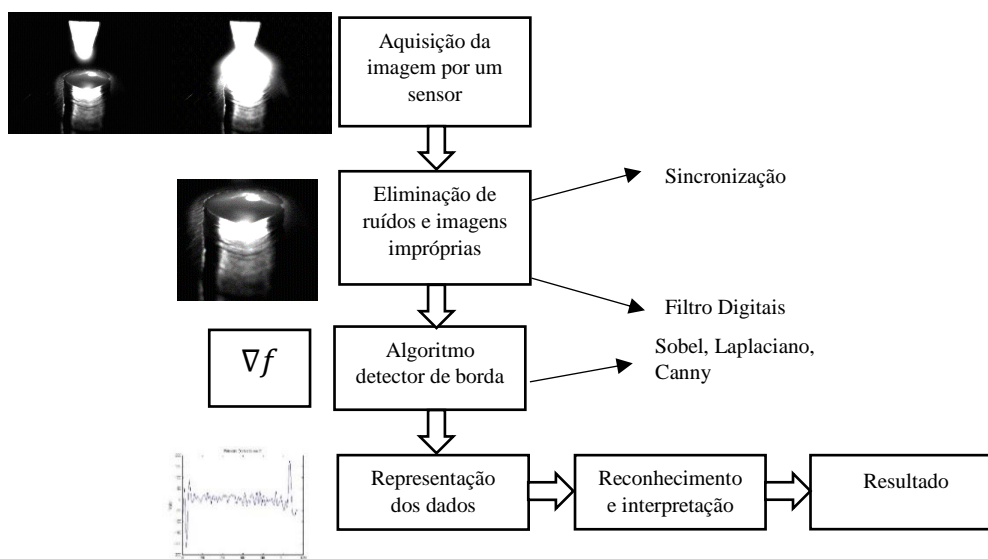 Aquisição da
imagem por um
sensor
Eliminação de
ruídos e imagens
impróprias
Sincronização
Filtro Digitais
∇f
Algoritmo
detector de borda
Sobel, Laplaciano,
Canny
Representação
dos dados
Reconhecimento
e interpretação
Resultado